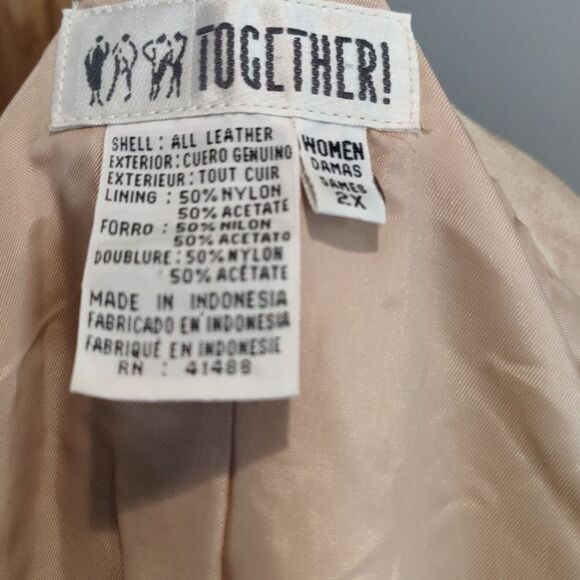 TOGETHER!
SHELL : ALL LEATHER
EXTERIOR : CUERO GENUINO
EXTERIEUR : TOUT CUIR
LINING : 50% NYLON
50% ACETATE
FORRO : 50% NILON
50% ACETATO
DOUBLURE : 50% NYLON
50% ACÉTATE
MADE IN INDONESIA
FABRICADO EN INDONESIA
FABRIQUÉ EN INDONESIE
RN : 41488
WOMEN
DAMAS
DAMES
2X